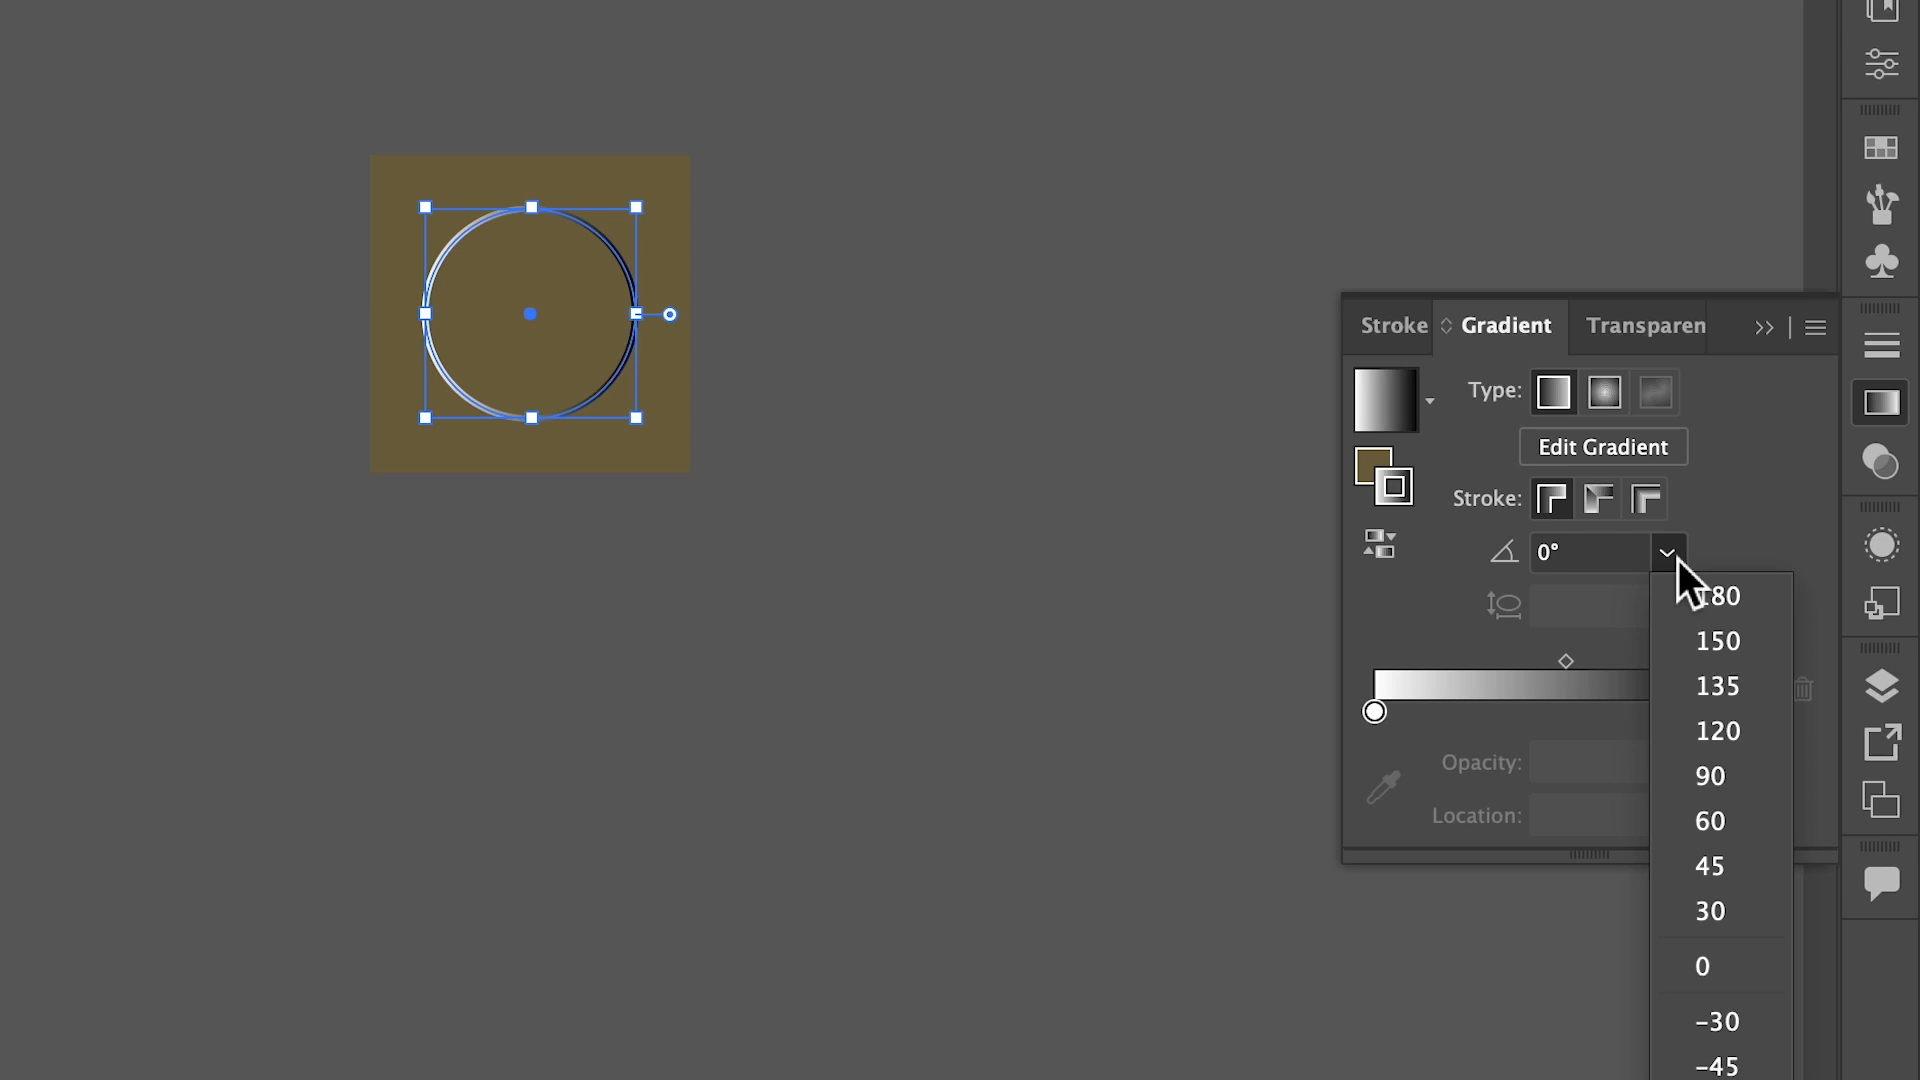 Stroke Gradient Transparen
Type:
Edit Gradient
Stroke:
0°
80
150
135
120
90
60
45
30
0
-30
-45
Opacity:
Location: